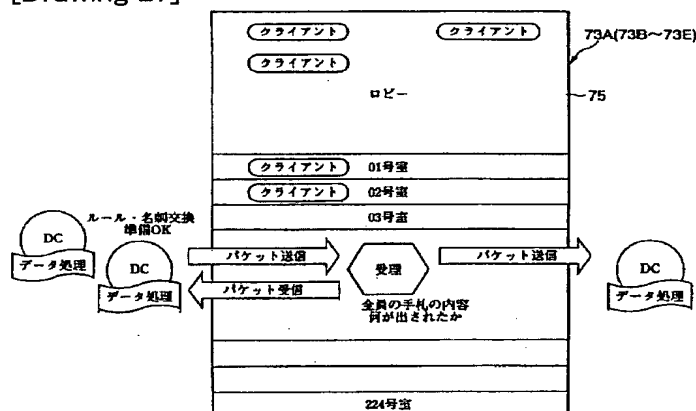 [Drawing 27]
クライアント
クライアント
73A(73B～73E)
クライアント
ロビー
75
クライアント
01号室
クライアント
02号室
03号室
ルール・名刺交換
準備OK
DC
データ処理
DC
データ処理
パケット送信
パケット受信
受理
全員の手札の内容
何が出されたか
パケット送信
DC
データ処理
224号室